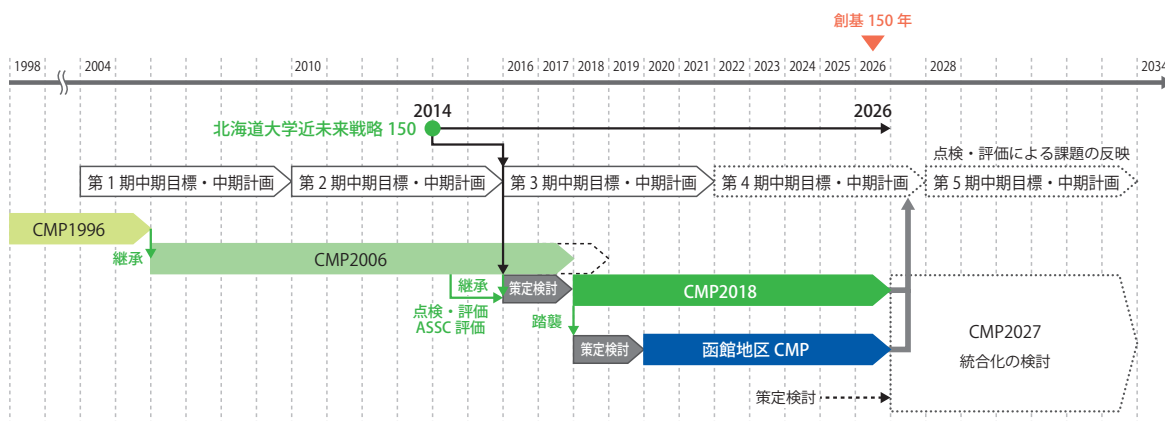 創基 150 年
1998
2004
2010
2016
2017
2018
2019
2020
2021
2022
2023
2024
2025
2026
2028
2034
2014
2026
北海道大学近未来戦略 150
点検・評価による課題の反映
第 1 期中期目標・中期計画
第 2 期中期目標・中期計画
第 3 期中期目標・中期計画
第 4 期中期目標・中期計画
第 5 期中期目標・中期計画
CMP1996
継承
CMP2006
継承
点検・評価
ASSC 評価
策定検討
CMP2018
踏襲
策定検討
函館地区 CMP
CMP2027
統合化の検討
策定検討